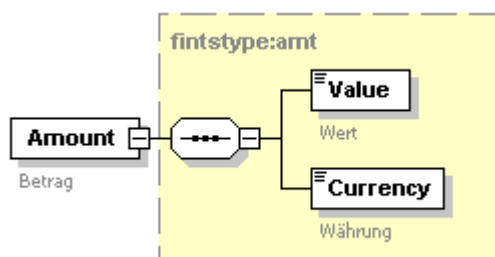 fintstype:amt
Value
Wert
Amount
Betrag
Currency
Währung